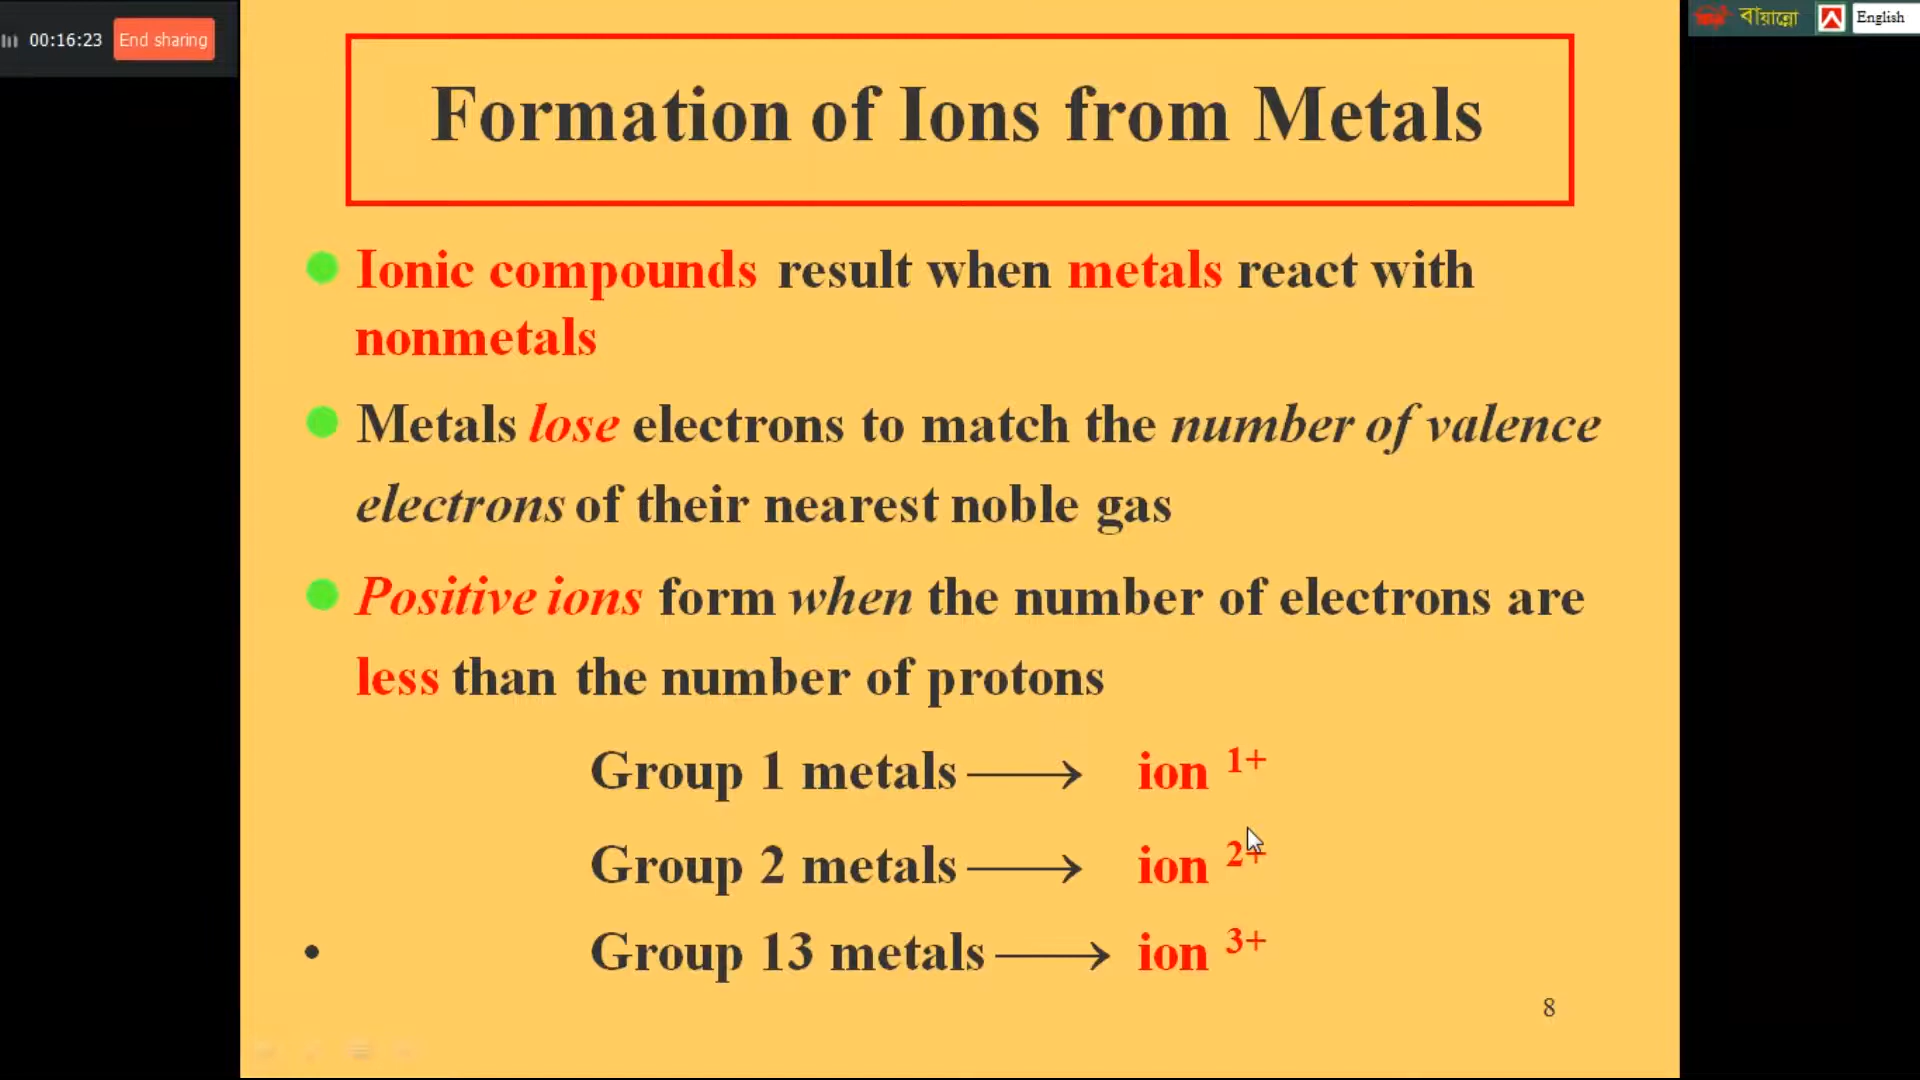 00:16:23 End sharing
বায়ান্নো English
Formation of Ions from Metals
Ionic compounds result when metals react with
nonmetals
Metals lose electrons to match the number of valence
electrons of their nearest noble gas
Positive ions form when the number of electrons are
less than the number of protons
Group 1 metals ⟶ ion 1+
Group 2 metals ⟶ ion 2+
• Group 13 metals ⟶ ion 3+
8